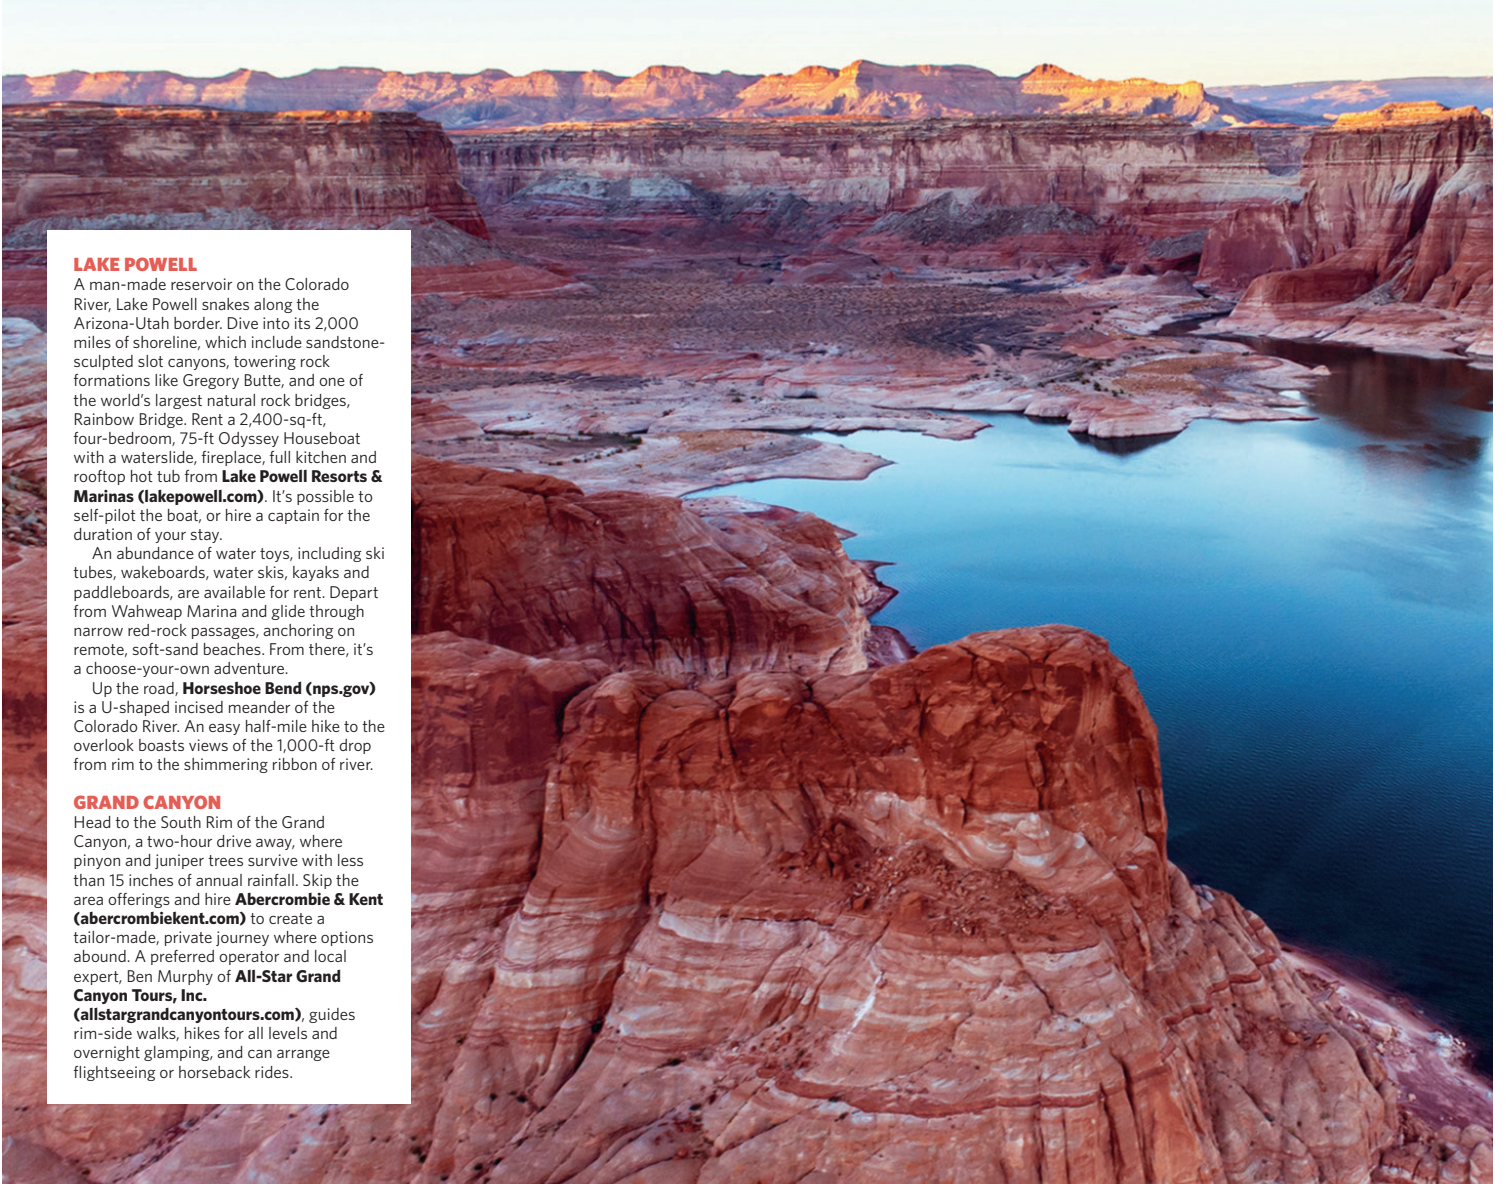 LAKE POWELL
A man-made reservoir on the Colorado
River, Lake Powell snakes along the
Arizona-Utah border. Dive into its 2,000
miles of shoreline, which include sandstone-
sculpted slot canyons, towering rock
formations like Gregory Butte, and one of
the world's largest natural rock bridges,
Rainbow Bridge. Rent a 2,400-sq-ft,
four-bedroom, 75-ft Odyssey Houseboat
with a waterslide, fireplace, full kitchen and
rooftop hot tub from Lake Powell Resorts &
Marinas (lakepowell.com). It's possible to
self-pilot the boat, or hire a captain for the
duration of your stay.
An abundance of water toys, including ski
tubes, wakeboards, water skis, kayaks and
paddleboards, are available for rent. Depart
from Wahweap Marina and glide through
narrow red-rock passages, anchoring on
remote, soft-sand beaches. From there, it's
a choose-your-own adventure.
Up the road, Horseshoe Bend (nps.gov)
is a U-shaped incised meander of the
Colorado River. An easy half-mile hike to the
overlook boasts views of the 1,000-ft drop
from rim to the shimmering ribbon of river.
GRAND CANYON
Head to the South Rim of the Grand
Canyon, a two-hour drive away, where
pinyon and juniper trees survive with less
than 15 inches of annual rainfall. Skip the
area offerings and hire Abercrombie & Kent
(abercrombiekent.com) to create a
tailor-made, private journey where options
abound. A preferred operator and local
expert, Ben Murphy of All-Star Grand
Canyon Tours, Inc.
(allstargrandcanyontours.com), guides
rim-side walks, hikes for all levels and
overnight glamping, and can arrange
flightseeing or horseback rides.